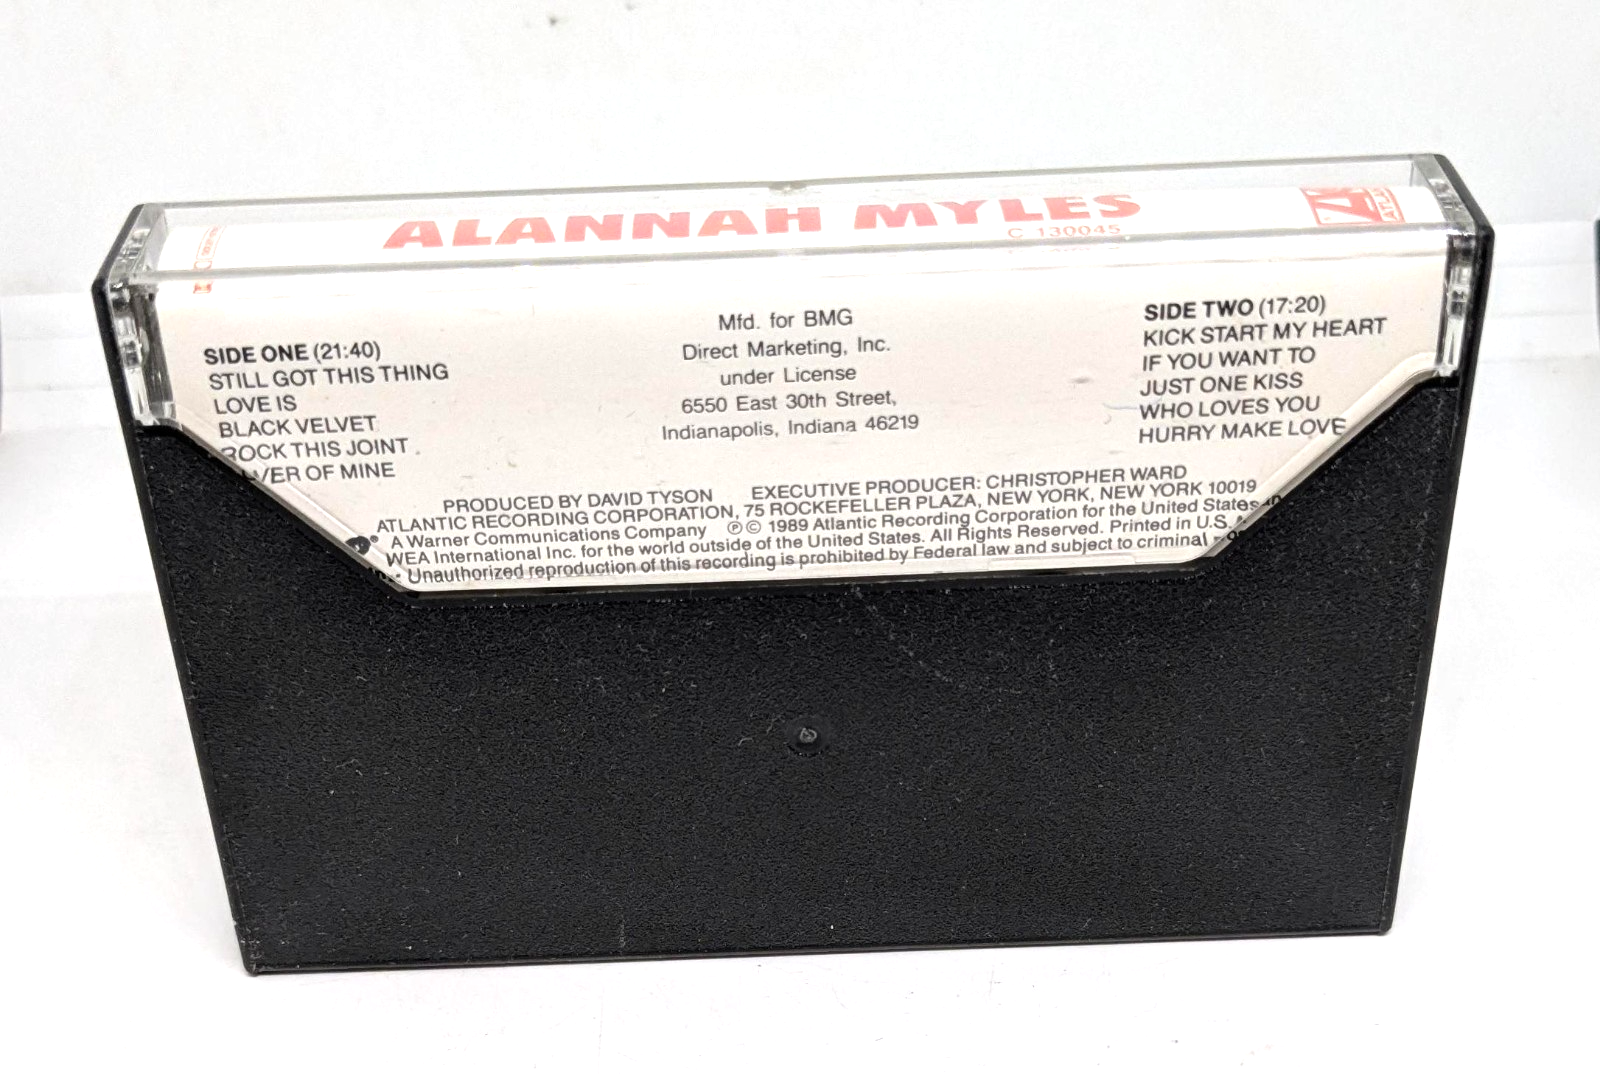 ALANNAH MYLES
C 130045
SIDE ONE (21:40)
STILL GOT THIS THING
LOVE IS
BLACK VELVET
ROCK THIS JOINT
OF MINE
Mfd. for BMG
Direct Marketing, Inc.
under License
6550 East 30th Street,
Indianapolis, Indiana 46219
SIDE TWO (17:20)
KICK START MY HEART
IF YOU WANT TO
JUST ONE KISS
WHO LOVES YOU
HURRY MAKE LOVE
PRODUCED BY DAVID TYSON EXECUTIVE PRODUCER: CHRISTOPHER WARD
ATLANTIC RECORDING CORPORATION, 75 ROCKEFELLER PLAZA, NEW YORK, NEW YORK 10019
A Warner Communications Company ℗© 1989 Atlantic Recording Corporation for the United States and
WEA International Inc. for the world outside of the United States. All Rights Reserved. Printed in U.S.A.
Unauthorized reproduction of this recording is prohibited by Federal law and subject to criminal